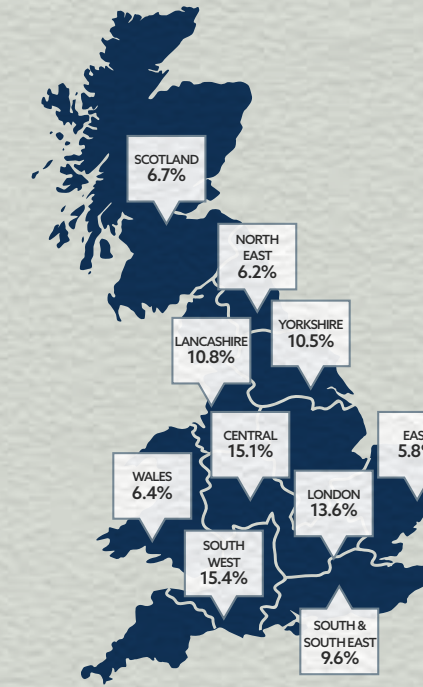 SCOTLAND
6.7%
NORTH
EAST
6.2%
YORKSHIRE
10.5%
LANCASHIRE
10.8%
CENTRAL
15.1%
WALES
6.4%
LONDON
13.6%
SOUTH
WEST
15.4%
SOUTH &
SOUTH EAST
9.6%